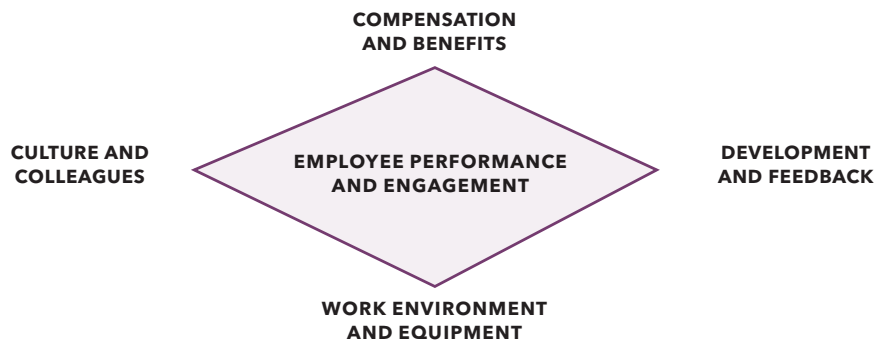 COMPENSATION
AND BENEFITS
CULTURE AND
COLLEAGUES
EMPLOYEE PERFORMANCE
AND ENGAGEMENT
DEVELOPMENT
AND FEEDBACK
WORK ENVIRONMENT
AND EQUIPMENT